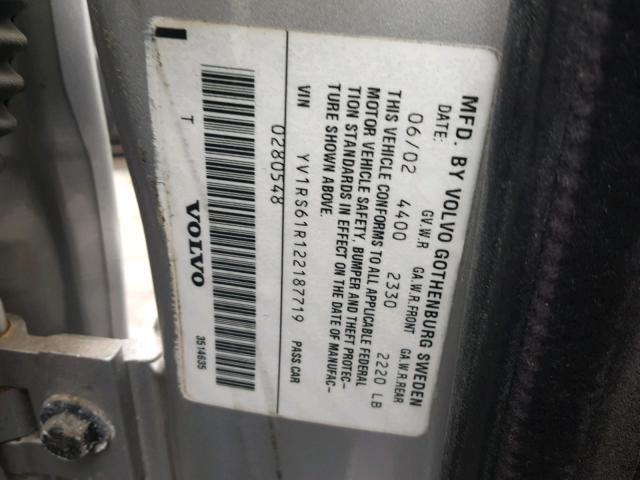 MFD. BY VOLVO GOTHENBURG SWEDEN
DATE: GV.W.R GA.W.R.FRONT GA.W.R.REAR
06/02 4400 2330 2220 LB
THIS VEHICLE CONFORMS TO ALL APPLICABLE FEDERAL
MOTOR VEHICLE SAFETY, BUMPER AND THEFT PROTEC-
TION STANDARDS IN EFFECT ON THE DATE OF MANUFAC-
TURE SHOWN ABOVE.
VIN YV1RS61R122187719 PASS CAR
0280548
T VOLVO 3514635